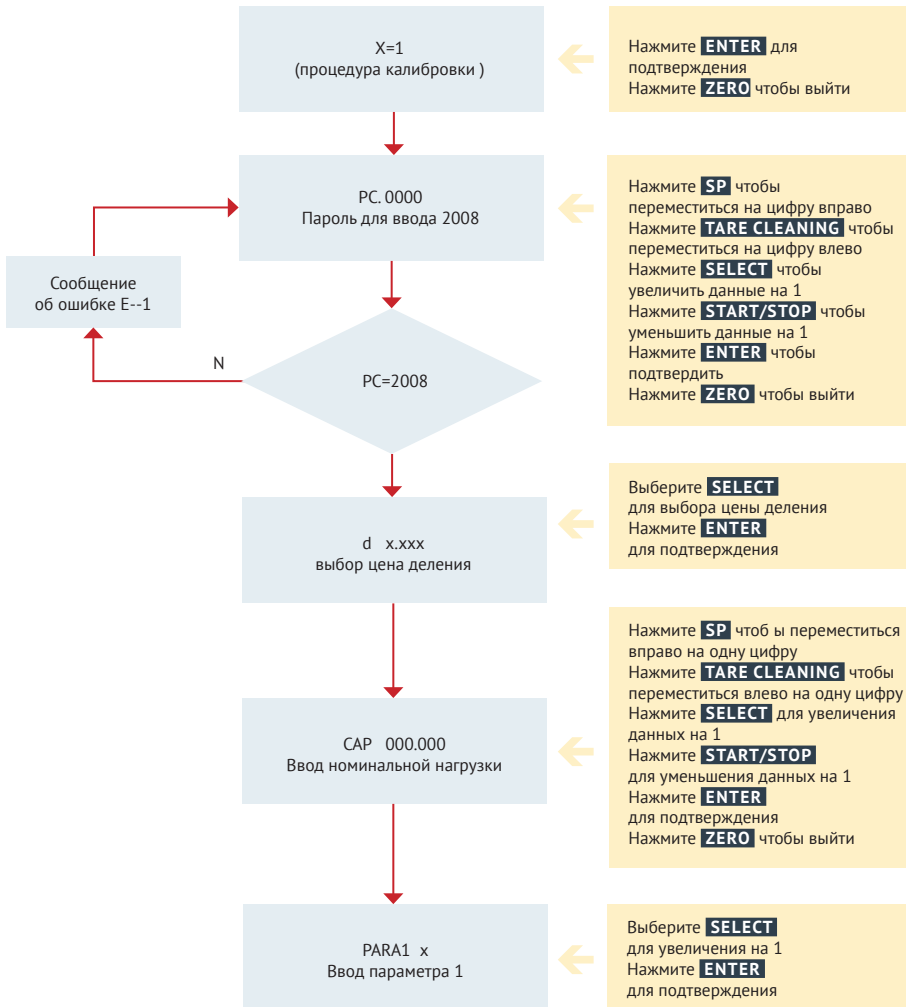 X=1
(процедура калибровки )
Нажмите ENTER для
подтверждения
Нажмите ZERO чтобы выйти
PC. 0000
Пароль для ввода 2008
Нажмите SP чтобы
переместиться на цифру вправо
Нажмите TARE CLEANING чтобы
переместиться на цифру влево
Нажмите SELECT чтобы
увеличить данные на 1
Нажмите START/STOP чтобы
уменьшить данные на 1
Нажмите ENTER чтобы
подтвердить
Нажмите ZERO чтобы выйти
Сообщение
об ошибке E--1
N
PC=2008
d x.xxx
выбор цена деления
Выберите SELECT
для выбора цены деления
Нажмите ENTER
для подтверждения
CAP 000.000
Ввод номинальной нагрузки
Нажмите SP чтоб ы переместиться
вправо на одну цифру
Нажмите TARE CLEANING чтобы
переместиться влево на одну цифру
Нажмите SELECT для увеличения
данных на 1
Нажмите START/STOP
для уменьшения данных на 1
Нажмите ENTER
для подтверждения
Нажмите ZERO чтобы выйти
PARA1 x
Ввод параметра 1
Выберите SELECT
для увеличения на 1
Нажмите ENTER
для подтверждения